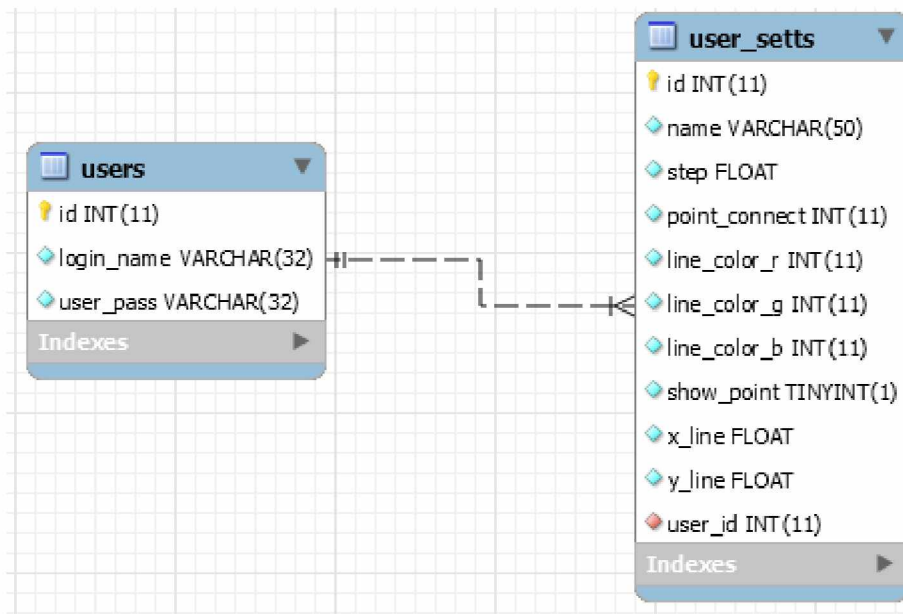 users
id INT(11)
login_name VARCHAR(32)
user_pass VARCHAR(32)
Indexes
user_setts
id INT(11)
name VARCHAR(50)
step FLOAT
point_connect INT(11)
line_color_r INT(11)
line_color_g INT(11)
line_color_b INT(11)
show_point TINYINT(1)
x_line FLOAT
y_line FLOAT
user_id INT(11)
Indexes